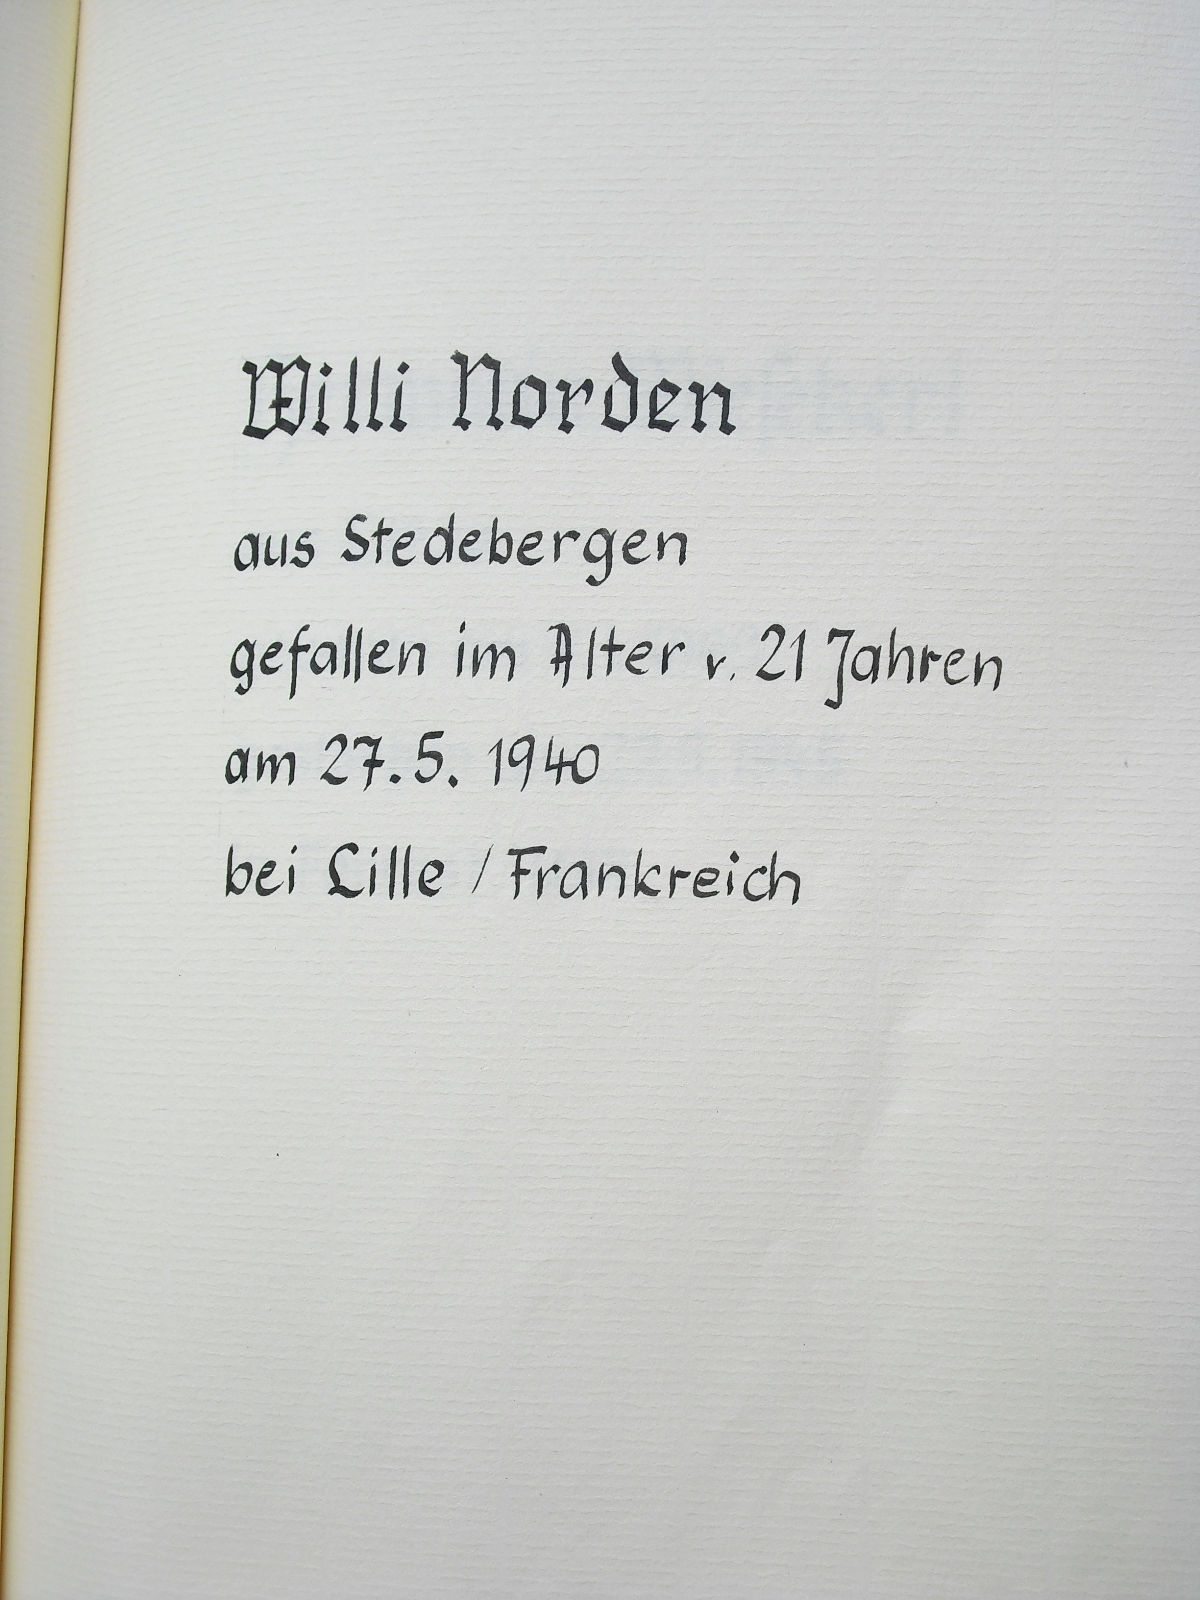 Willi Norden
aus Stedebergen
gefallen im Alter v. 21 Jahren
am 27. 5. 1940
bei Lille / Frankreich